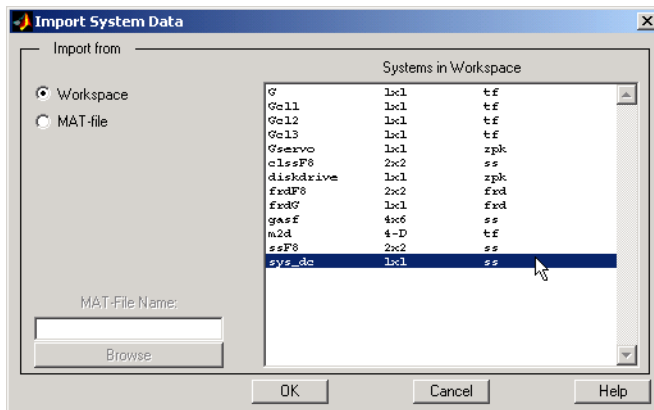 Import System Data
Import from
Systems in Workspace
Workspace
MAT-file
G 1x1 tf
Gcl1 1x1 tf
Gcl2 1x1 tf
Gcl3 1x1 tf
Gservo 1x1 zpk
clssF8 2x2 ss
diskdrive 1x1 zpk
frdF8 2x2 frd
frdG 1x1 frd
gasf 4x6 ss
m2d 4-D tf
ssF8 2x2 ss
sys_dc 1x1 ss
MAT-File Name:
Browse
OK Cancel Help